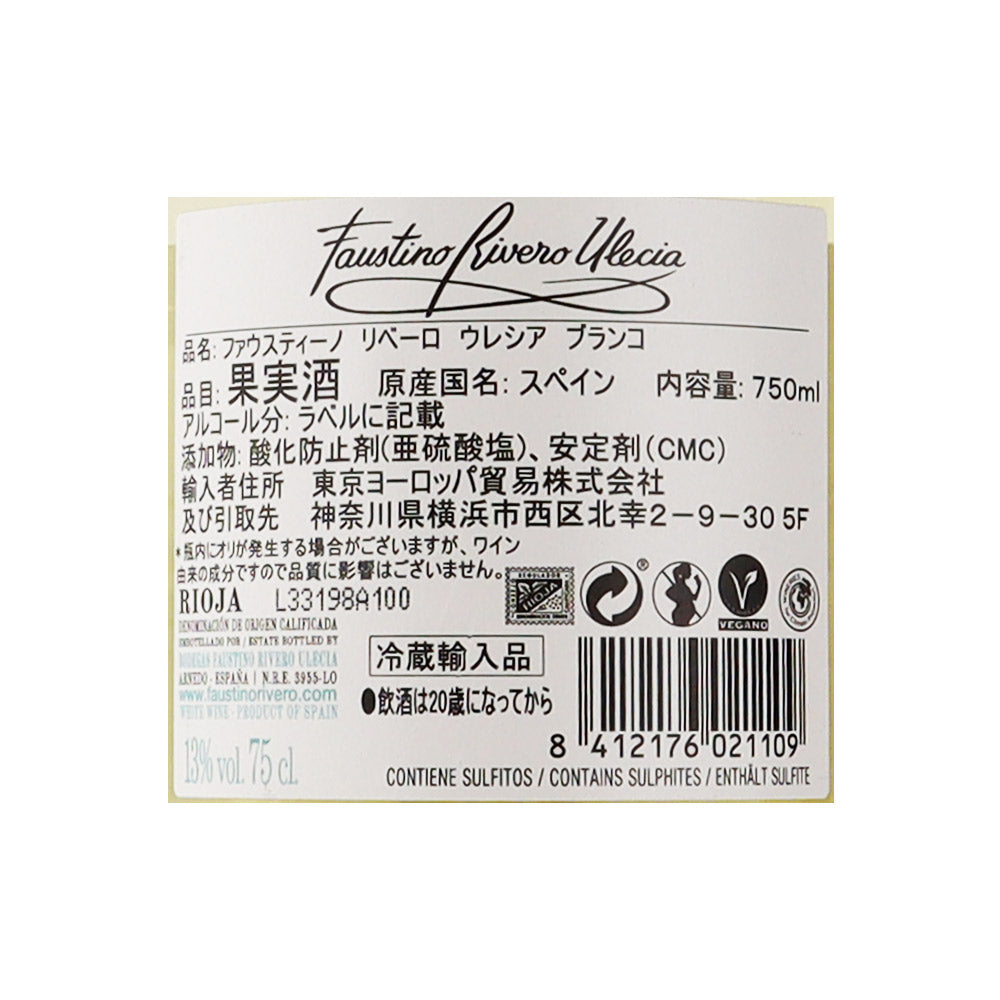 Faustino Rivero Ulecia
品名: ファウスティーノ リベーロ ウレシア ブランコ
品目: 果実酒 原産国名: スペイン 内容量: 750ml
アルコール分: ラベルに記載
添加物: 酸化防止剤(亜硫酸塩)、安定剤(CMC)
輸入者住所 東京ヨーロッパ貿易株式会社
及び引取先 神奈川県横浜市西区北幸2-9-30 5F
*瓶内にオリが発生する場合がございますが、ワイン
由来の成分ですので品質に影響はございません。
RIOJA L33198A100
DENOMINACIÓN DE ORIGEN CALIFICADA
EMBOTELLADO POR / ESTATE BOTTLED BY
BODEGAS FAUSTINO RIVERO ULECIA
ARNEDO - ESPAÑA | N.R.E. 3955-LO
www.faustinorivero.com
WHITE WINE - PRODUCT OF SPAIN
13% vol. 75 cl.
冷蔵輸入品
●飲酒は20歳になってから
RIOJA
®
V
VEGANO
8 412176 021109
CONTIENE SULFITOS / CONTAINS SULPHITES / ENTHÄLT SULFITE